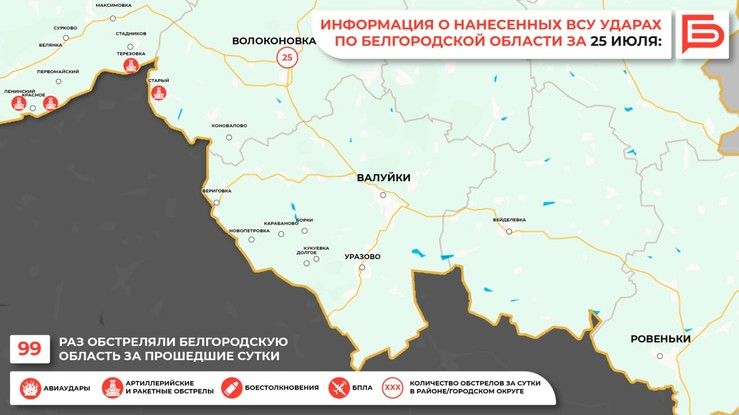 ИНФОРМАЦИЯ О НАНЕСЕННЫХ ВСУ УДАРАХ
ПО БЕЛГОРОДСКОЙ ОБЛАСТИ ЗА 25 ИЮЛЯ:
Б
МАКСИМОВКА
СУРКОВО
СТАДНИКОВ
БЕЛЯНКА
ТЕРЕЗОВКА
ВОЛОКОНОВКА
25
ПЕРВОМАЙСКИЙ
СТАРЫЙ
ЛЕНИНСКИЙ
КРАСНОЕ
КОНОВАЛОВО
ВАЛУЙКИ
ВЕРИГОВКА
БОРКИ
КАРАБАНОВО
НОВОПЕТРОВКА
ВЕЙДЕЛЕВКА
КУКУЕВКА
ДОЛГОЕ
УРАЗОВО
РОВЕНЬКИ
99
РАЗ ОБСТРЕЛЯЛИ БЕЛГОРОДСКУЮ
ОБЛАСТЬ ЗА ПРОШЕДШИЕ СУТКИ
АВИАУДАРЫ
АРТИЛЛЕРИЙСКИЕ
И РАКЕТНЫЕ ОБСТРЕЛЫ
БОЕСТОЛКНОВЕНИЯ
БПЛА
XXX
КОЛИЧЕСТВО ОБСТРЕЛОВ ЗА СУТКИ
В РАЙОНЕ/ГОРОДСКОМ ОКРУГЕ